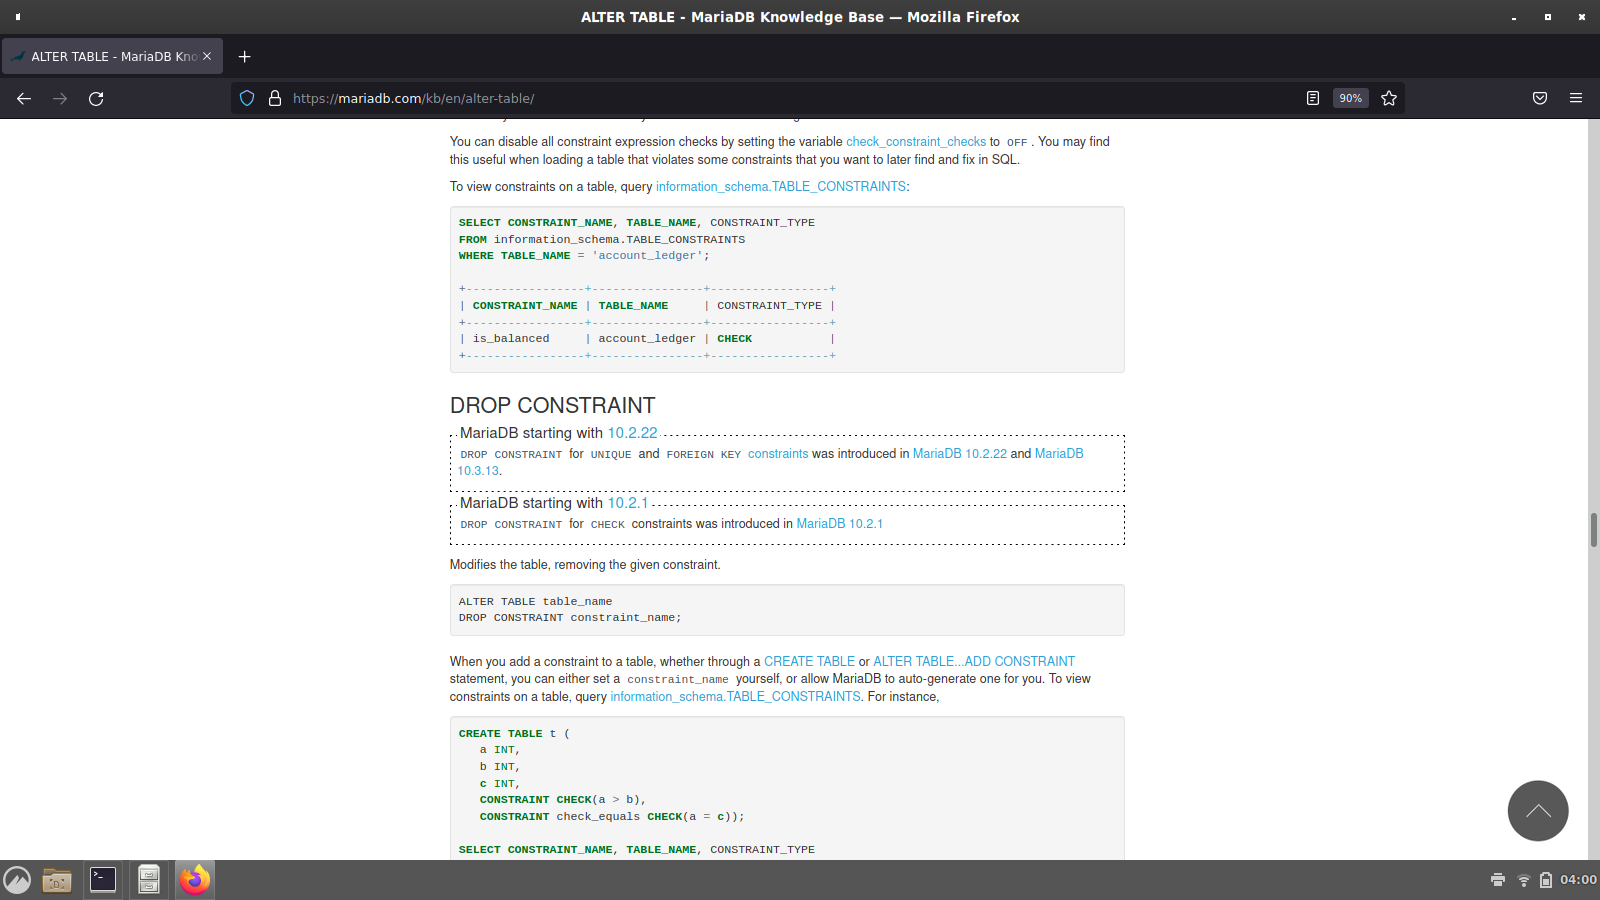 ALTER TABLE - MariaDB Knowledge Base — Mozilla Firefox
ALTER TABLE - MariaDB Kno
https://mariadb.com/kb/en/alter-table/
90%
You can disable all constraint expression checks by setting the variable check_constraint_checks to OFF . You may find
this useful when loading a table that violates some constraints that you want to later find and fix in SQL.
To view constraints on a table, query information_schema.TABLE_CONSTRAINTS:
SELECT CONSTRAINT_NAME, TABLE_NAME, CONSTRAINT_TYPE
FROM information_schema.TABLE_CONSTRAINTS
WHERE TABLE_NAME = 'account_ledger';
+-----------------+----------------+-----------------+
| CONSTRAINT_NAME | TABLE_NAME     | CONSTRAINT_TYPE |
+-----------------+----------------+-----------------+
| is_balanced     | account_ledger | CHECK           |
+-----------------+----------------+-----------------+
DROP CONSTRAINT
MariaDB starting with 10.2.22
DROP CONSTRAINT for UNIQUE and FOREIGN KEY constraints was introduced in MariaDB 10.2.22 and MariaDB
10.3.13.
MariaDB starting with 10.2.1
DROP CONSTRAINT for CHECK constraints was introduced in MariaDB 10.2.1
Modifies the table, removing the given constraint.
ALTER TABLE table_name
DROP CONSTRAINT constraint_name;
When you add a constraint to a table, whether through a CREATE TABLE or ALTER TABLE...ADD CONSTRAINT
statement, you can either set a constraint_name yourself, or allow MariaDB to auto-generate one for you. To view
constraints on a table, query information_schema.TABLE_CONSTRAINTS. For instance,
CREATE TABLE t (
   a INT,
   b INT,
   c INT,
   CONSTRAINT CHECK(a > b),
   CONSTRAINT check_equals CHECK(a = c));
SELECT CONSTRAINT_NAME, TABLE_NAME, CONSTRAINT_TYPE
04:00